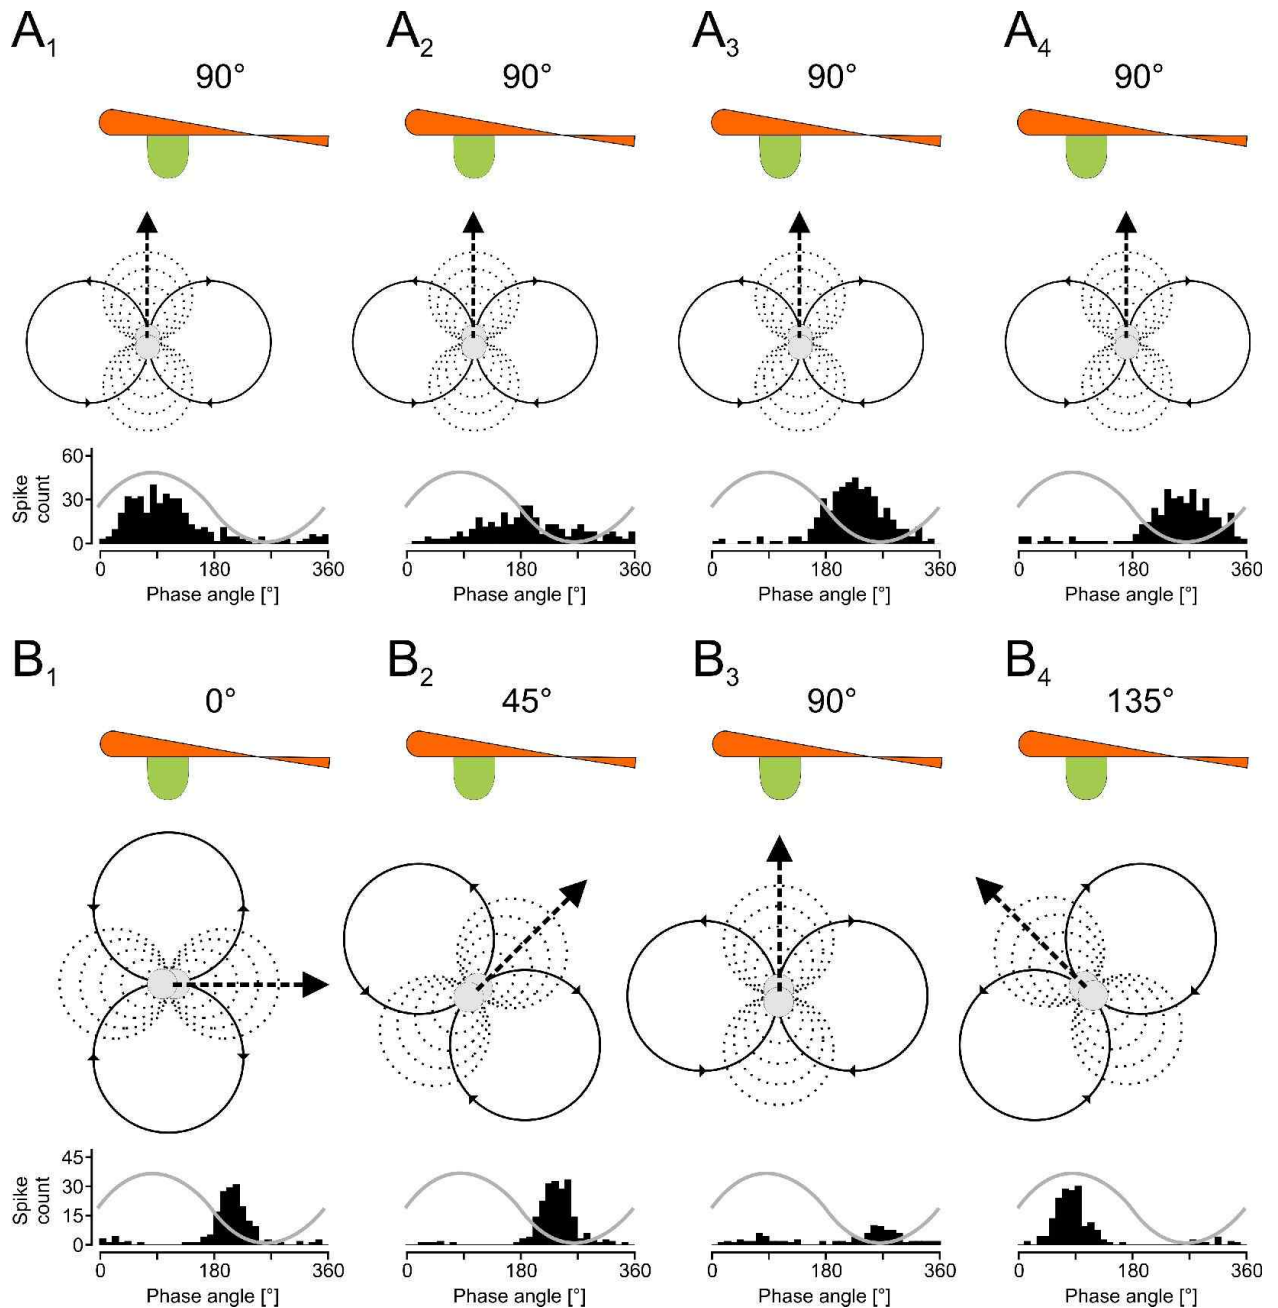 A1 A2 A3 A4
90° 90° 90° 90°
60
30
0
Spike count
0 180 360 0 180 360 0 180 360 0 180 360
Phase angle [°] Phase angle [°] Phase angle [°] Phase angle [°]
B1 B2 B3 B4
0° 45° 90° 135°
45
30
15
0
Spike count
0 180 360 0 180 360 0 180 360 0 180 360
Phase angle [°] Phase angle [°] Phase angle [°] Phase angle [°]